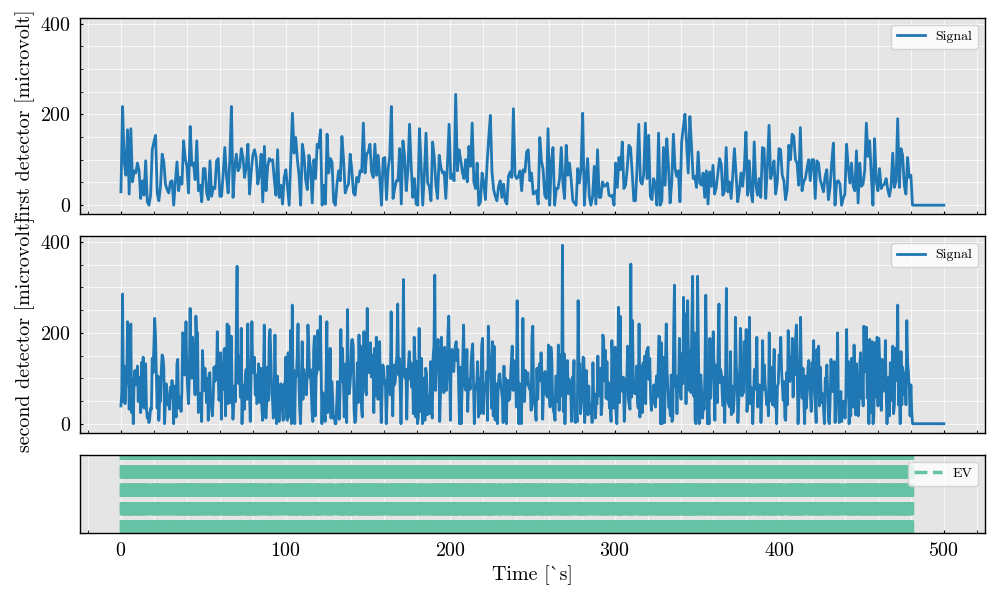 first detector [microvolt]
400
200
0
Signal
second detector [microvolt]
400
200
0
Signal
EV
0 100 200 300 400 500
Time [`s]